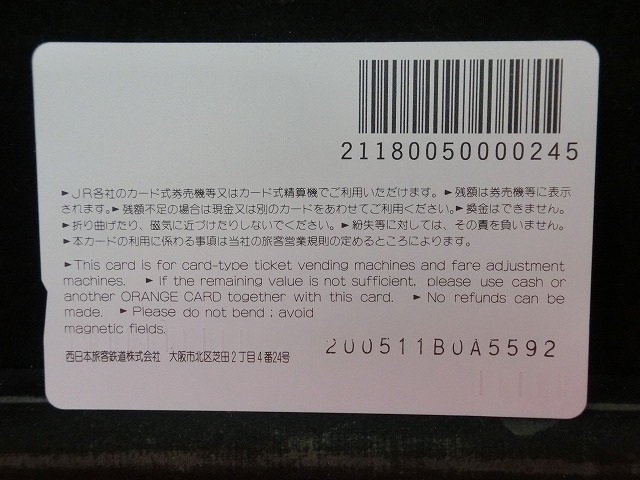 21180050000245
►JR各社のカード式券売機等又はカード式精算機でご利用いただけます。►残額は券売機等に表示
されます。►残額不足の場合は現金又は別のカードをあわせてご利用ください。►換金はできません。
►折り曲げたり、磁気に近づけたりしないでください。►紛失等に対しては、その責を負いません。
►本カードの利用に係わる事項は当社の旅客営業規則の定めるところによります。
►This card is for card-type ticket vending machines and fare adjustment
machines. ►If the remaining value is not sufficient, please use cash or
another ORANGE CARD together with this card. ►No refunds can be
made. ►Please do not bend; avoid
magnetic fields.
西日本旅客鉄道株式会社 大阪市北区芝田2丁目4番24号
200511B0A5592